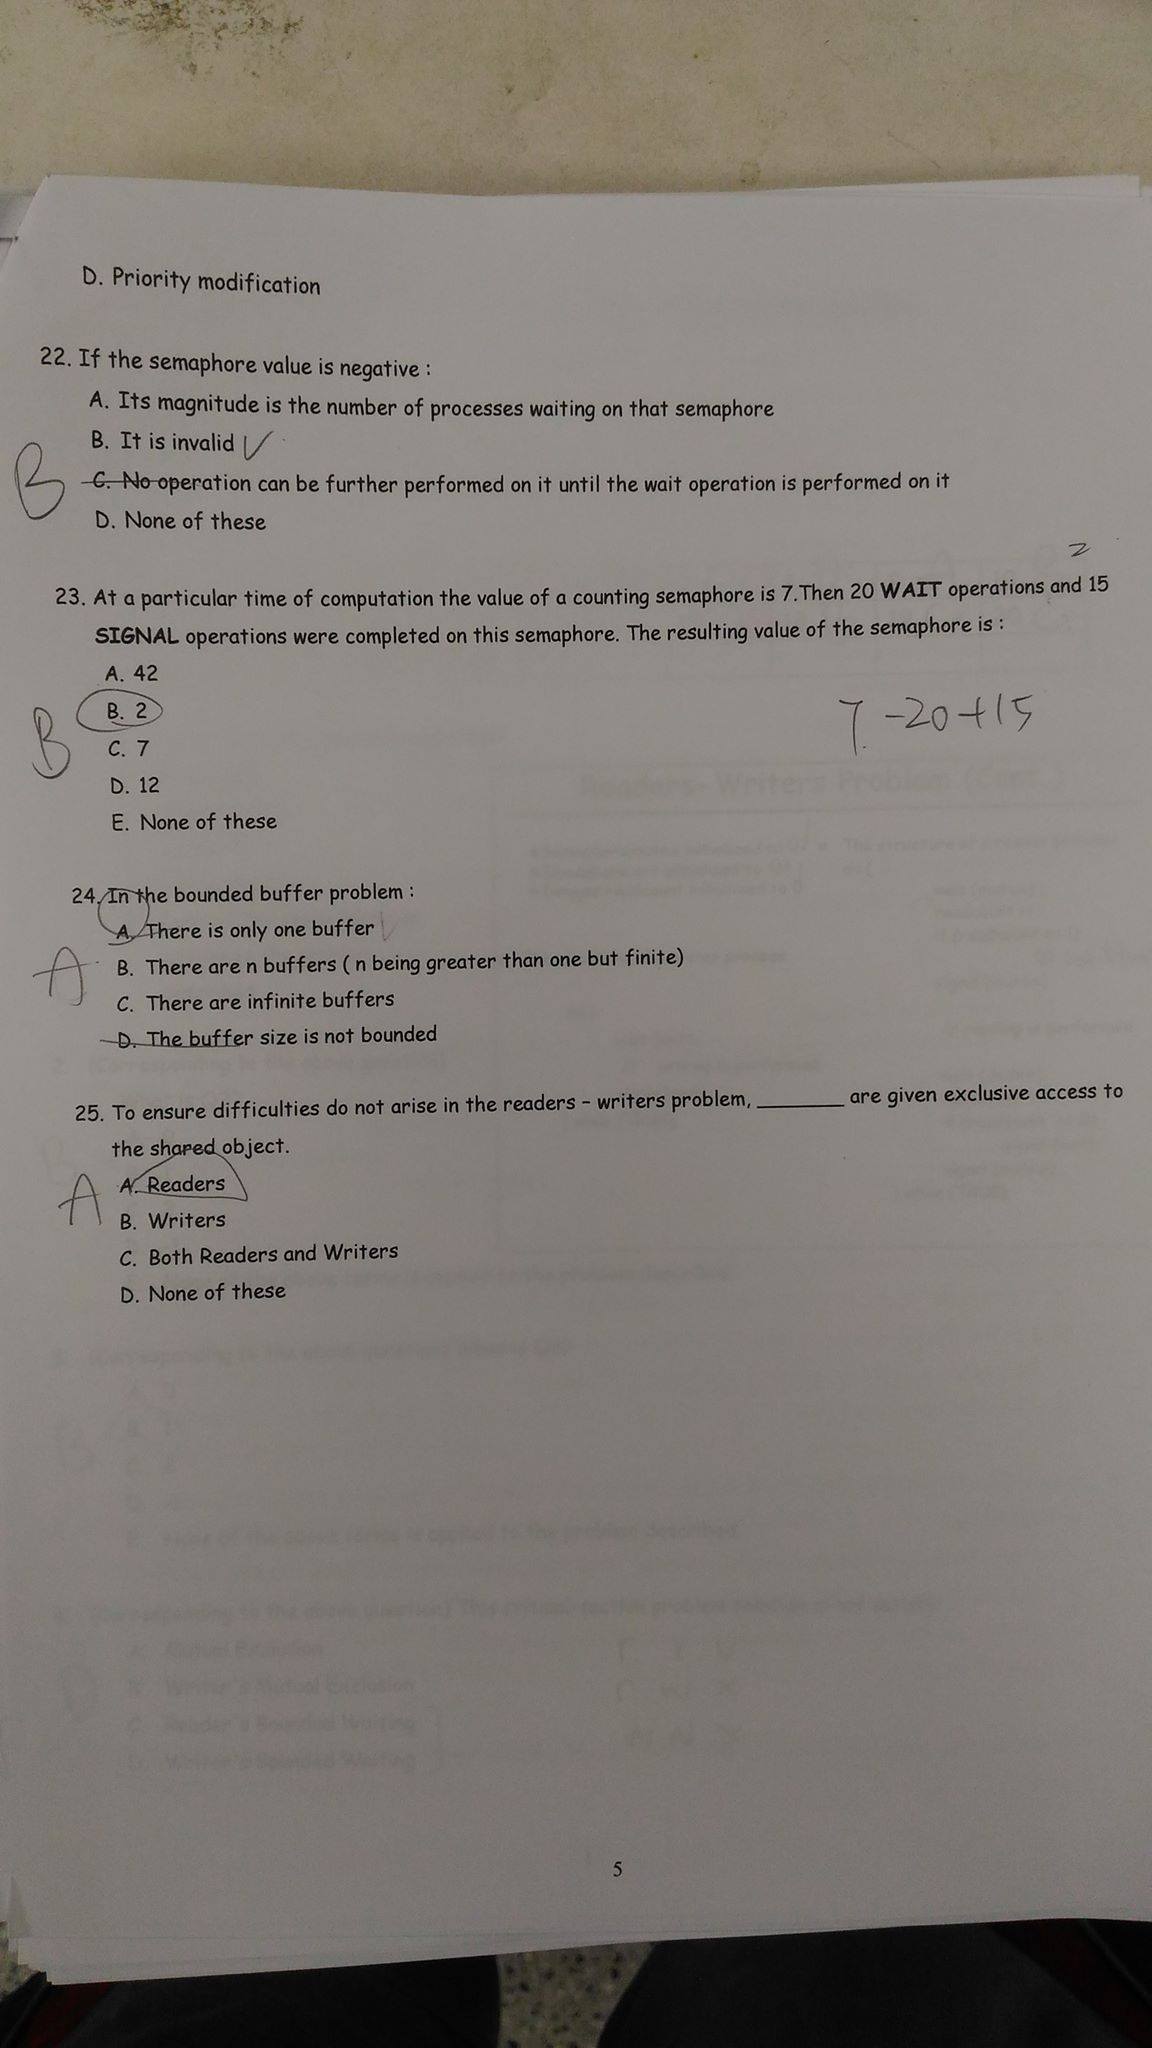 D. Priority modification
22. If the semaphore value is negative :
A. Its magnitude is the number of processes waiting on that semaphore
B. It is invalid
B
C. No operation can be further performed on it until the wait operation is performed on it
D. None of these
2
23. At a particular time of computation the value of a counting semaphore is 7.Then 20 WAIT operations and 15
SIGNAL operations were completed on this semaphore. The resulting value of the semaphore is :
A. 42
B. 2
7 -20+15
B
C. 7
D. 12
E. None of these
24. In the bounded buffer problem :
A. There is only one buffer
A
B. There are n buffers ( n being greater than one but finite)
C. There are infinite buffers
D. The buffer size is not bounded
25. To ensure difficulties do not arise in the readers – writers problem, ________ are given exclusive access to
the shared object.
A
A. Readers
B. Writers
C. Both Readers and Writers
D. None of these
5